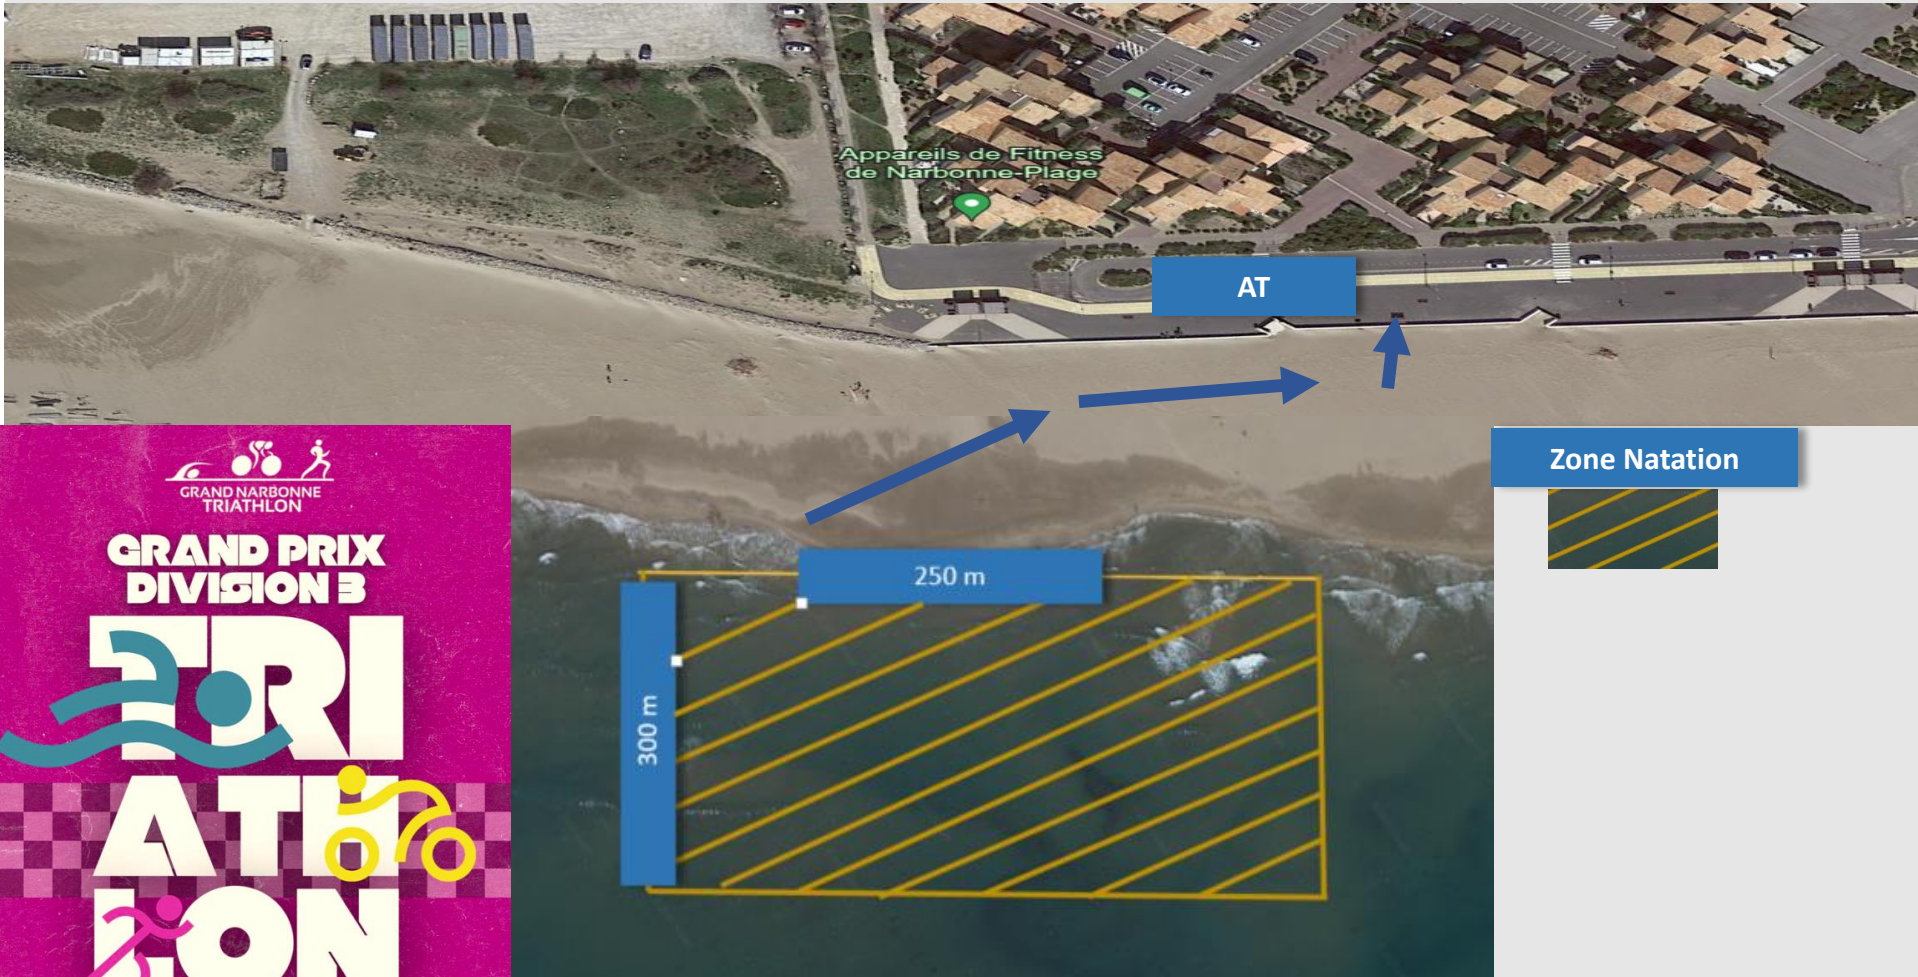 Appareils de Fitness
de Narbonne-Plage
AT
Zone Natation
GRAND NARBONNE
TRIATHLON
GRAND PRIX
DIVISION 3
TRI
ATH
LON
250 m
300 m